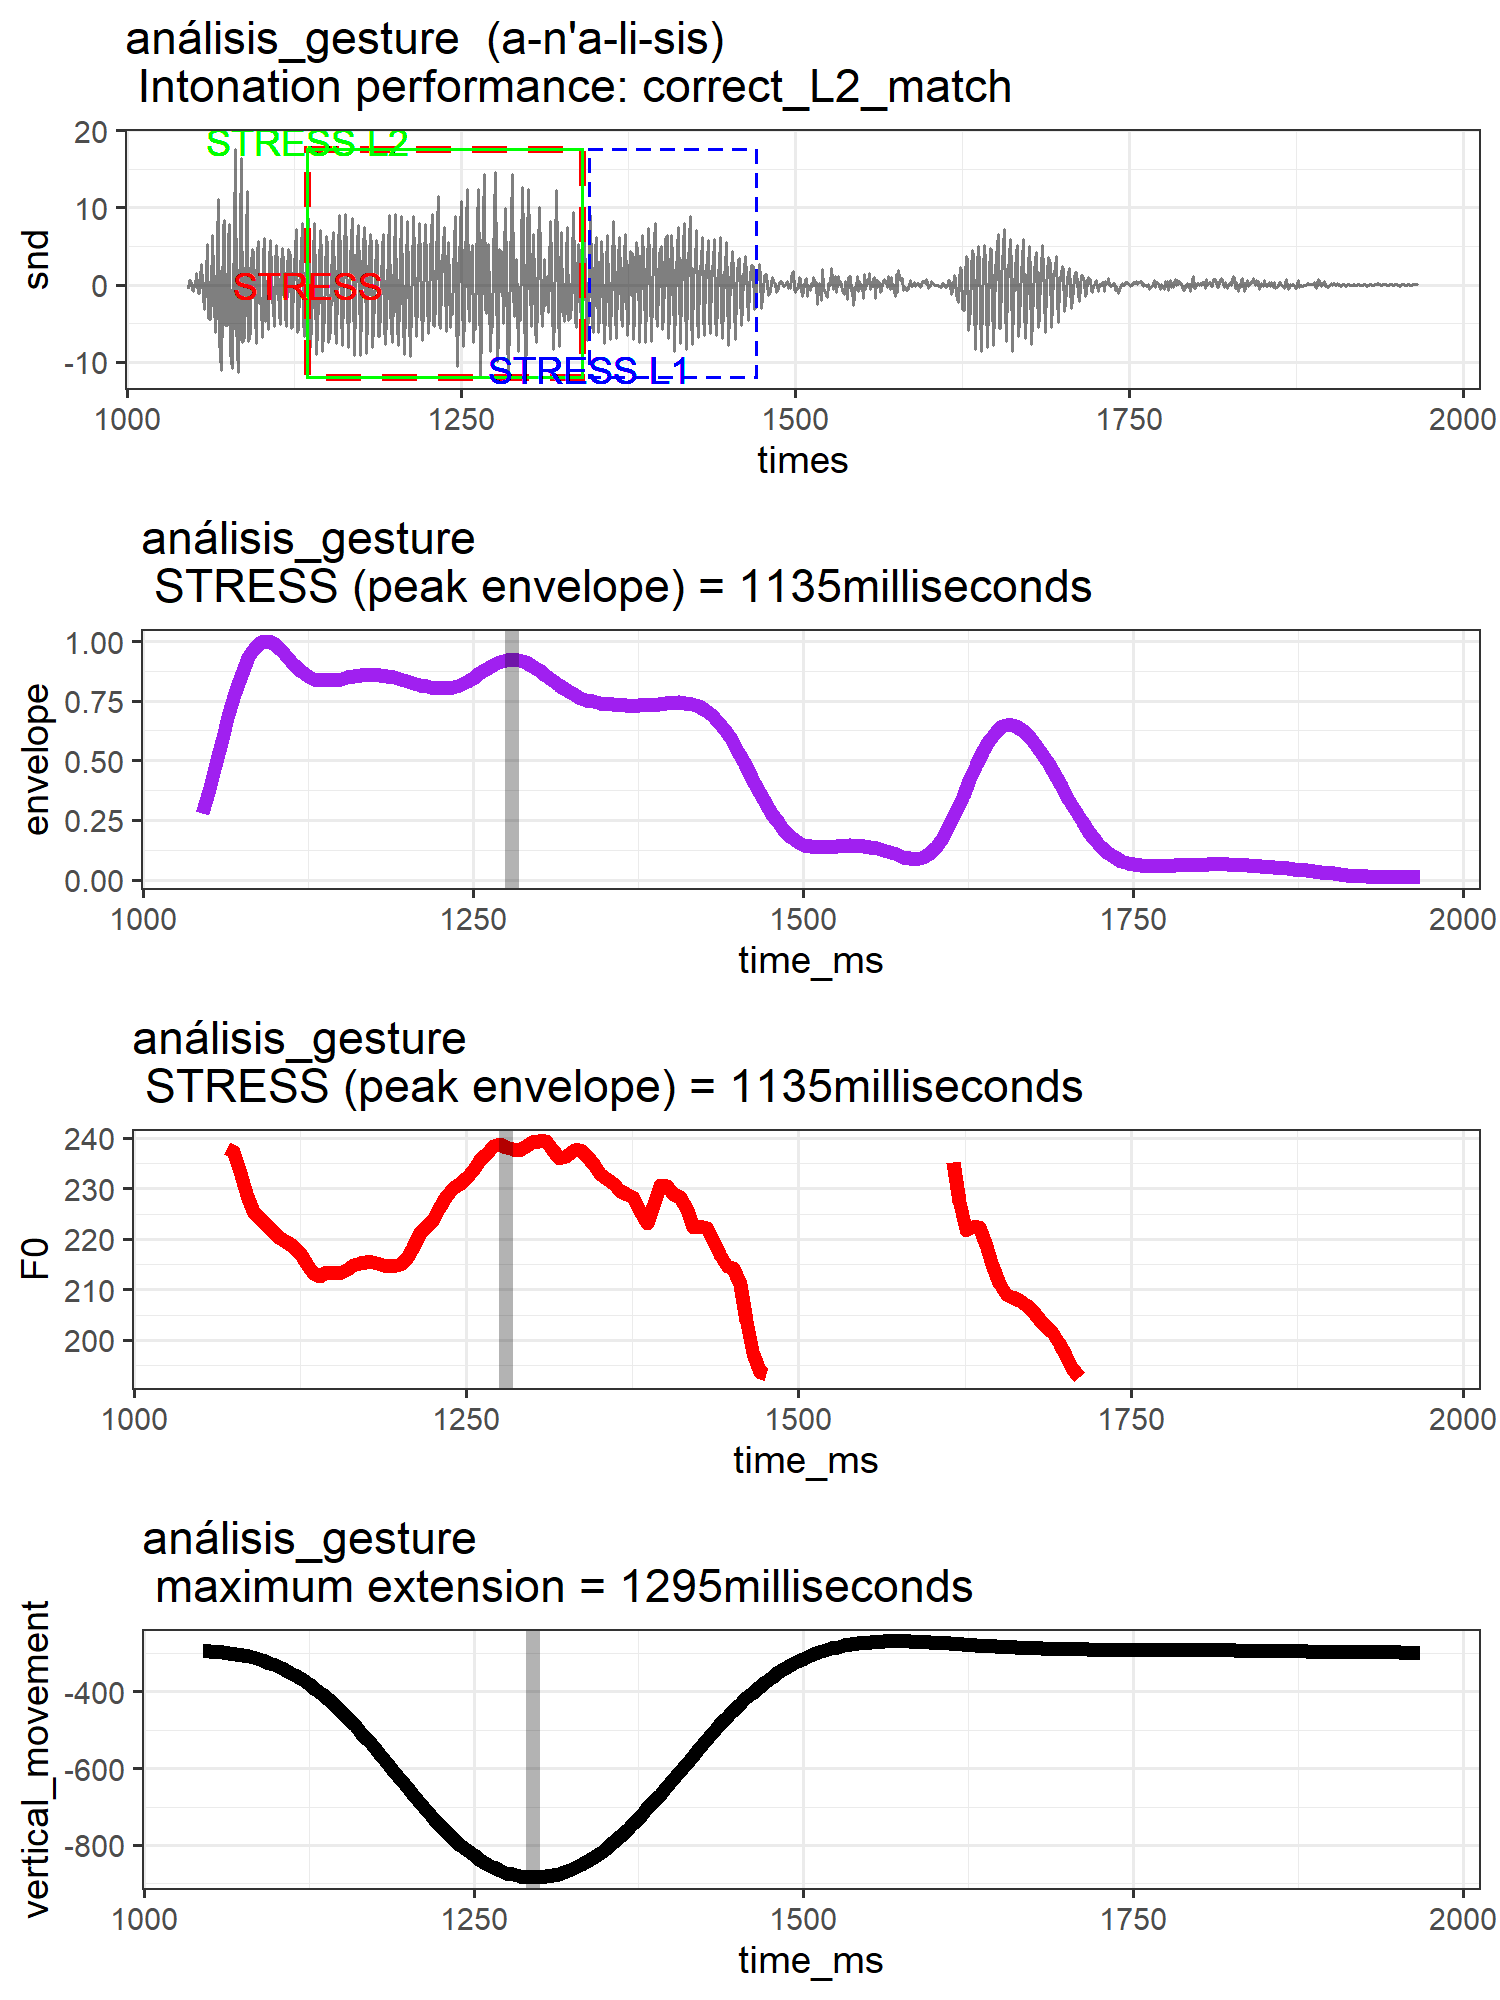 análisis_gesture  (a-n'a-li-sis)
Intonation performance: correct_L2_match
20
10
0
-10
snd
STRESS L2
STRESS
STRESS L1
1000 1250 1500 1750 2000
times
análisis_gesture
STRESS (peak envelope) = 1135milliseconds
1.00
0.75
0.50
0.25
0.00
envelope
1000 1250 1500 1750 2000
time_ms
análisis_gesture
STRESS (peak envelope) = 1135milliseconds
240
230
220
210
200
F0
1000 1250 1500 1750 2000
time_ms
análisis_gesture
maximum extension = 1295milliseconds
-400
-600
-800
vertical_movement
1000 1250 1500 1750 2000
time_ms